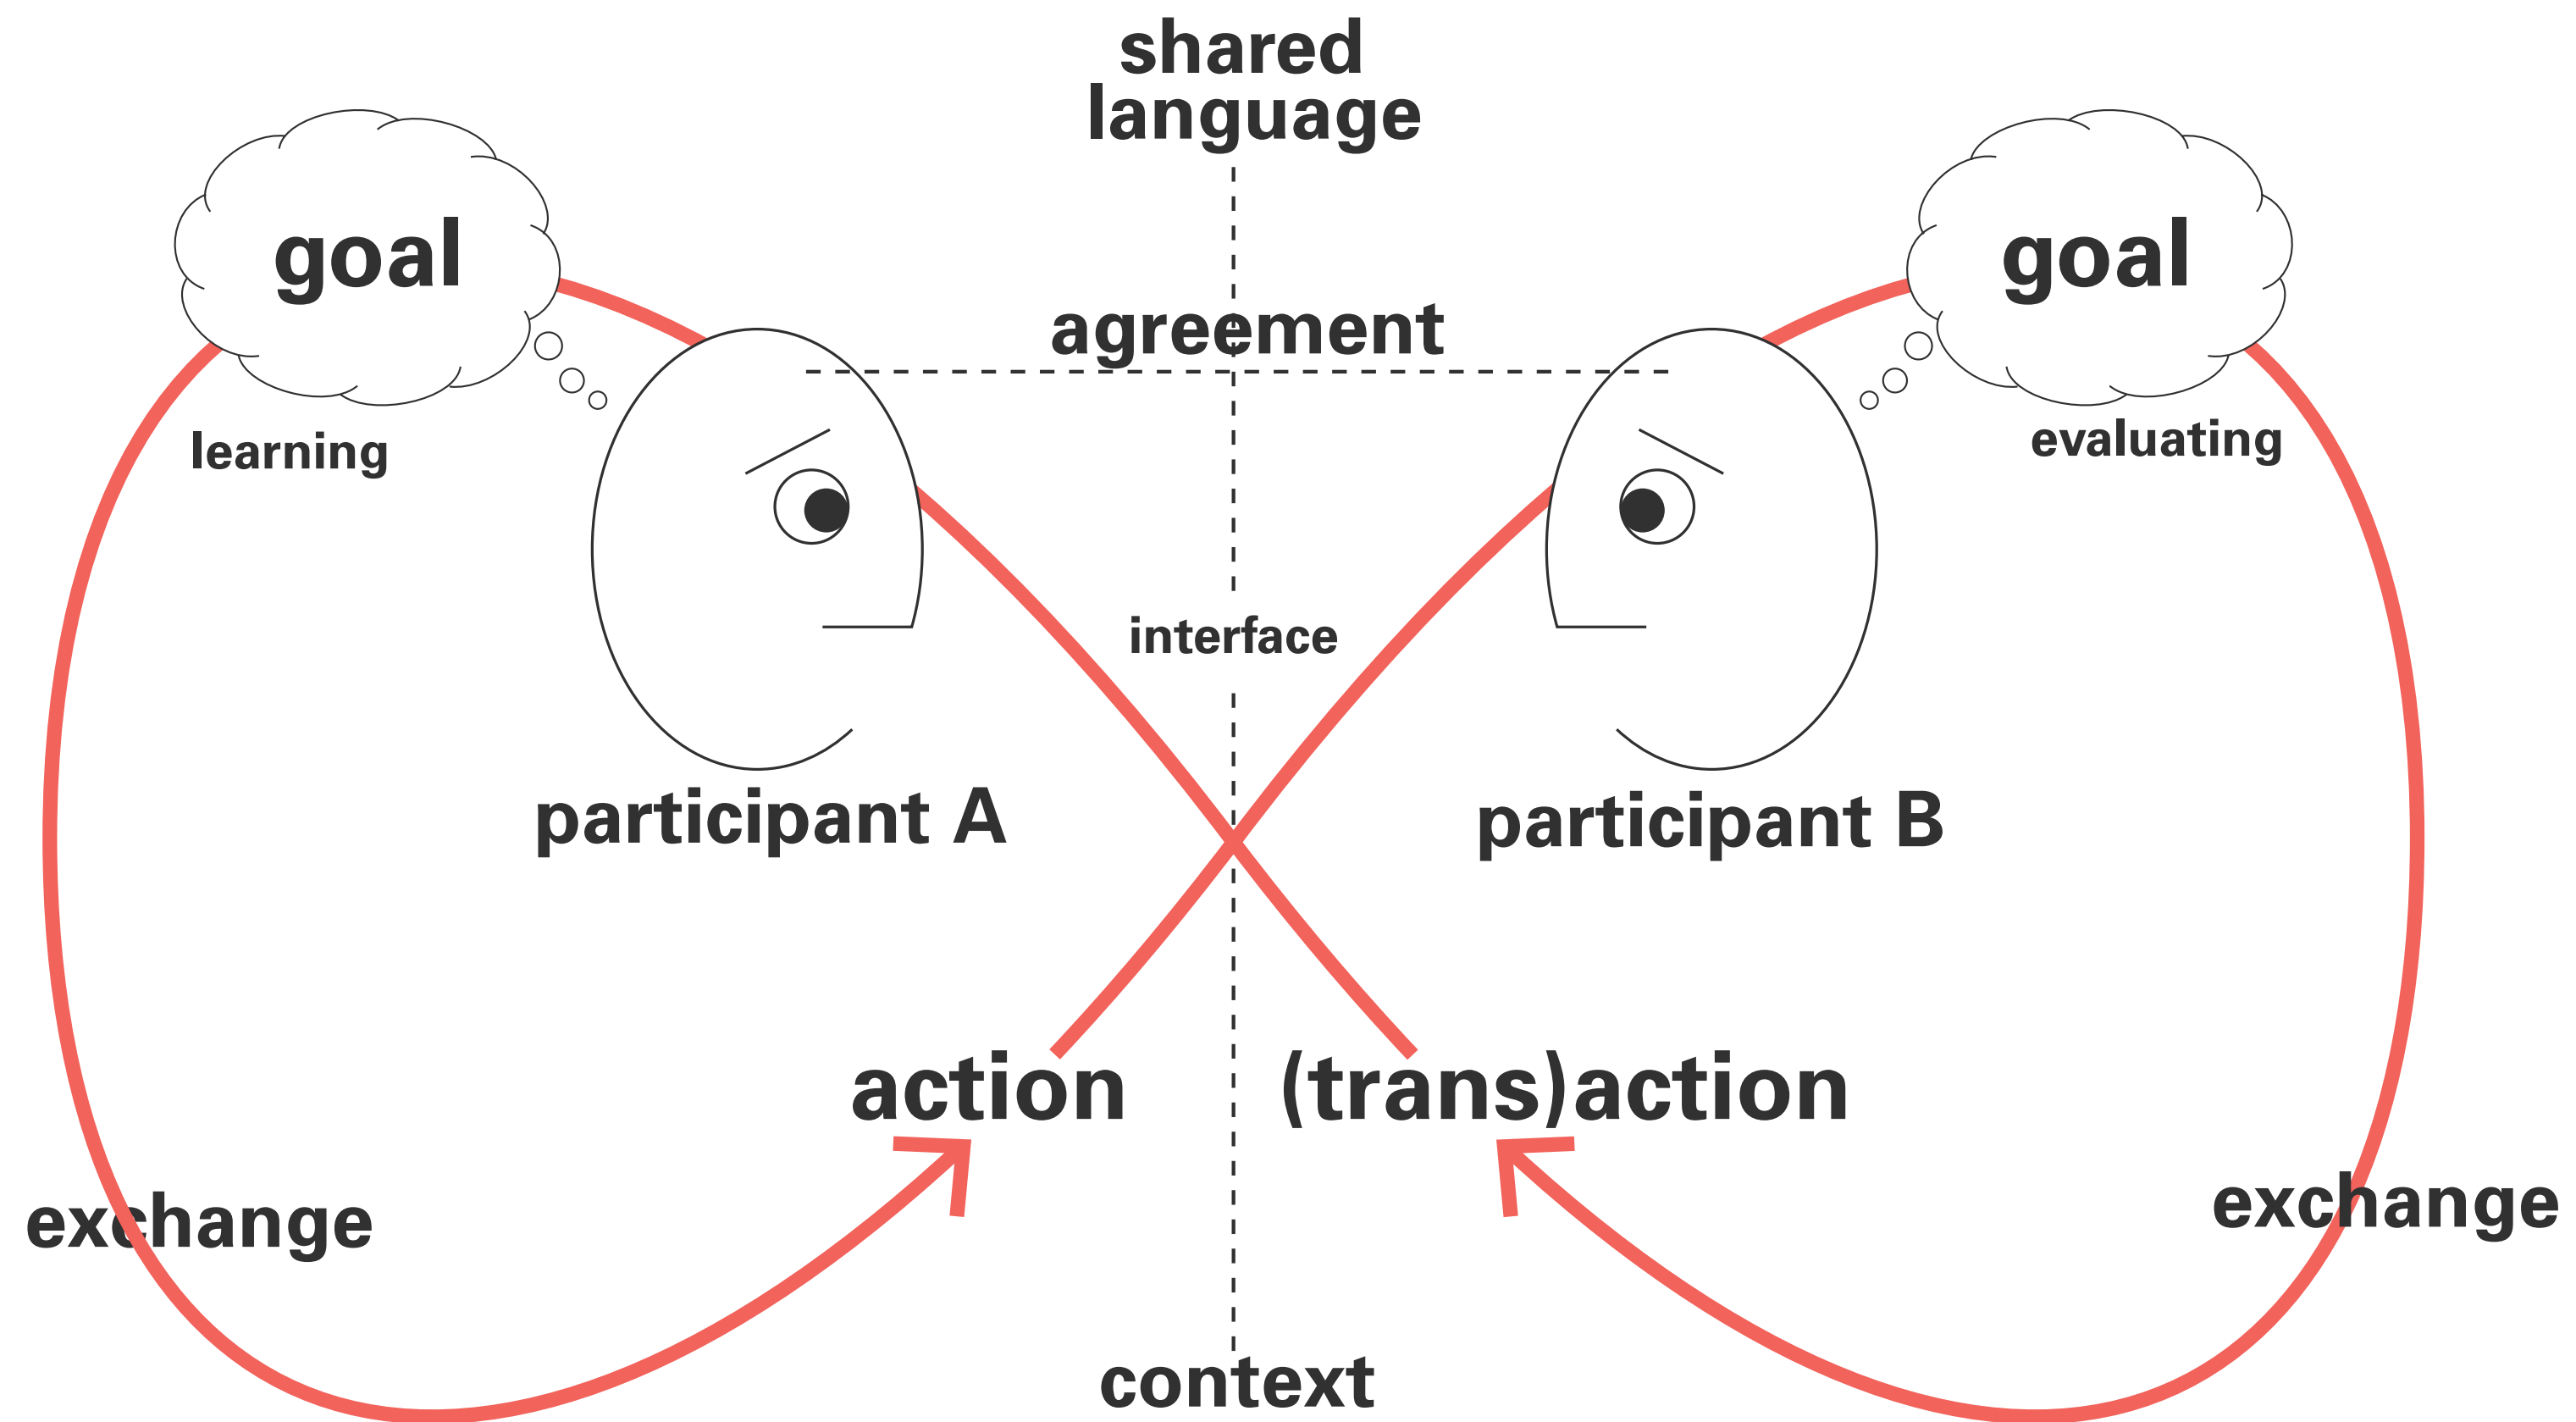 shared
language
goal
goal
agreement
learning
evaluating
interface
participant A
participant B
action
(trans)action
exchange
exchange
context